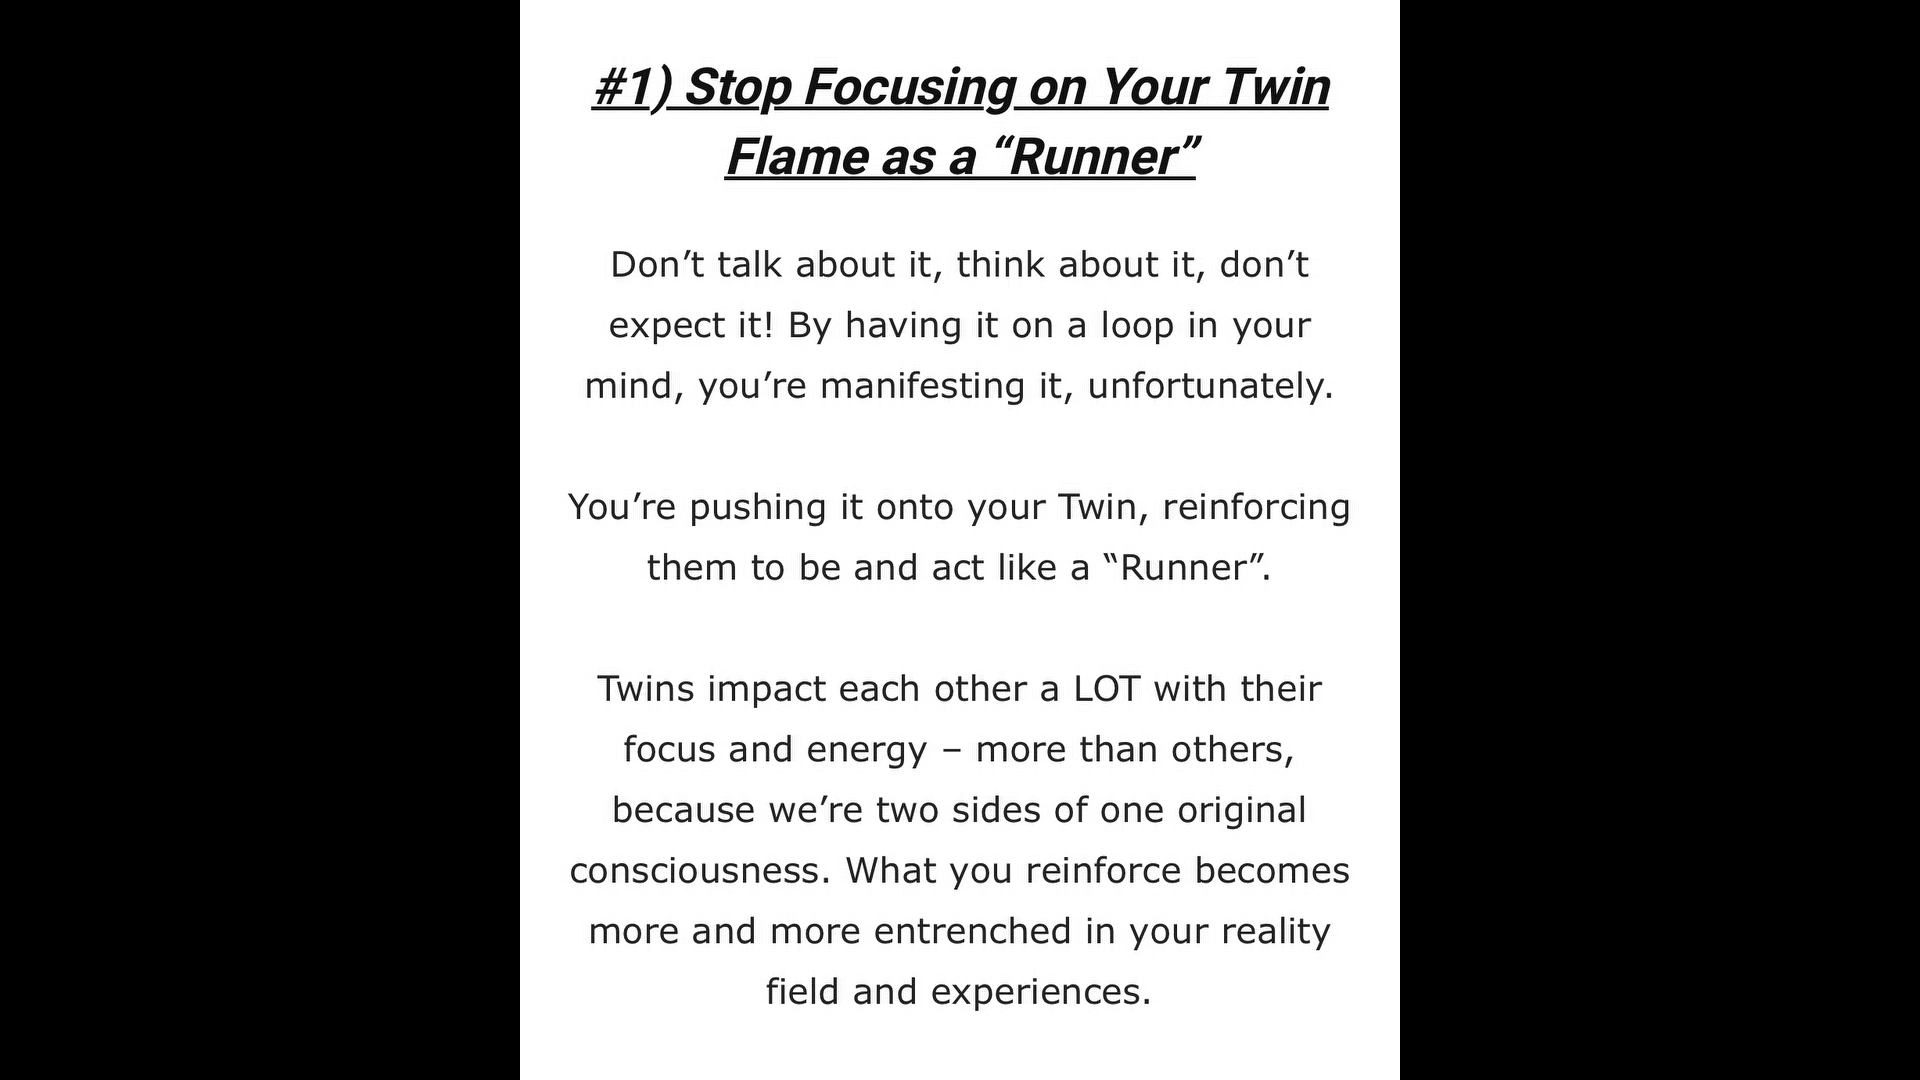 #1) Stop Focusing on Your Twin
Flame as a “Runner”
Don’t talk about it, think about it, don’t
expect it! By having it on a loop in your
mind, you’re manifesting it, unfortunately.
You’re pushing it onto your Twin, reinforcing
them to be and act like a “Runner”.
Twins impact each other a LOT with their
focus and energy – more than others,
because we’re two sides of one original
consciousness. What you reinforce becomes
more and more entrenched in your reality
field and experiences.